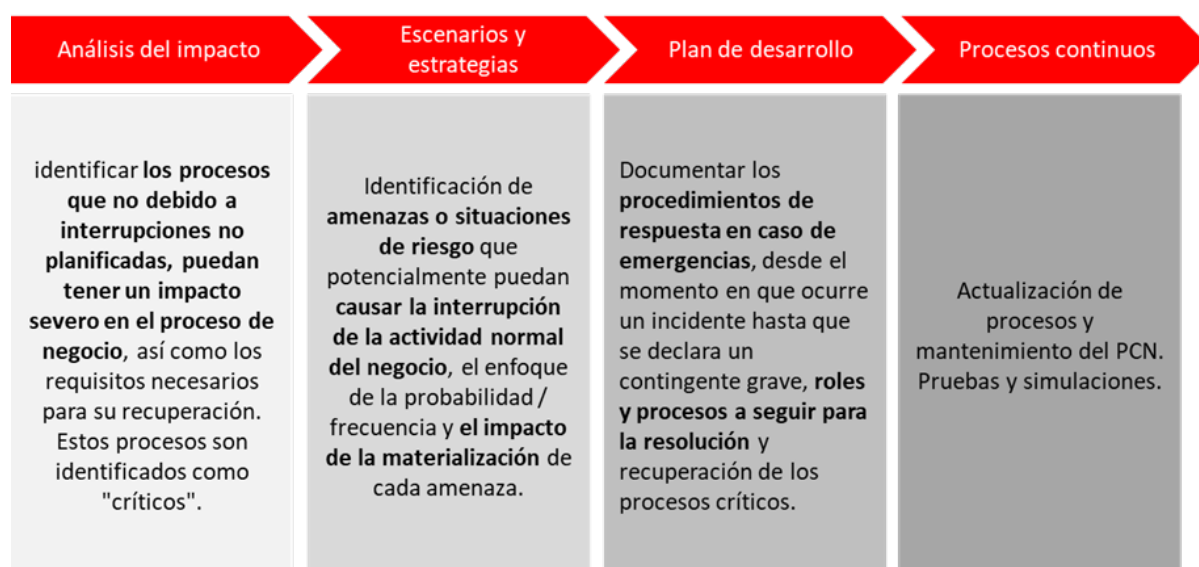 Análisis del impacto
Escenarios y
estrategias
Plan de desarrollo
Procesos continuos
identificar los procesos
que no debido a
interrupciones no
planificadas, puedan
tener un impacto
severo en el proceso de
negocio, así como los
requisitos necesarios
para su recuperación.
Estos procesos son
identificados como
"críticos".
Identificación de
amenazas o situaciones
de riesgo que
potencialmente puedan
causar la interrupción
de la actividad normal
del negocio, el enfoque
de la probabilidad /
frecuencia y el impacto
de la materialización de
cada amenaza.
Documentar los
procedimientos de
respuesta en caso de
emergencias, desde el
momento en que ocurre
un incidente hasta que
se declara un
contingente grave, roles
y procesos a seguir para
la resolución y
recuperación de los
procesos críticos.
Actualización de
procesos y
mantenimiento del PCN.
Pruebas y simulaciones.